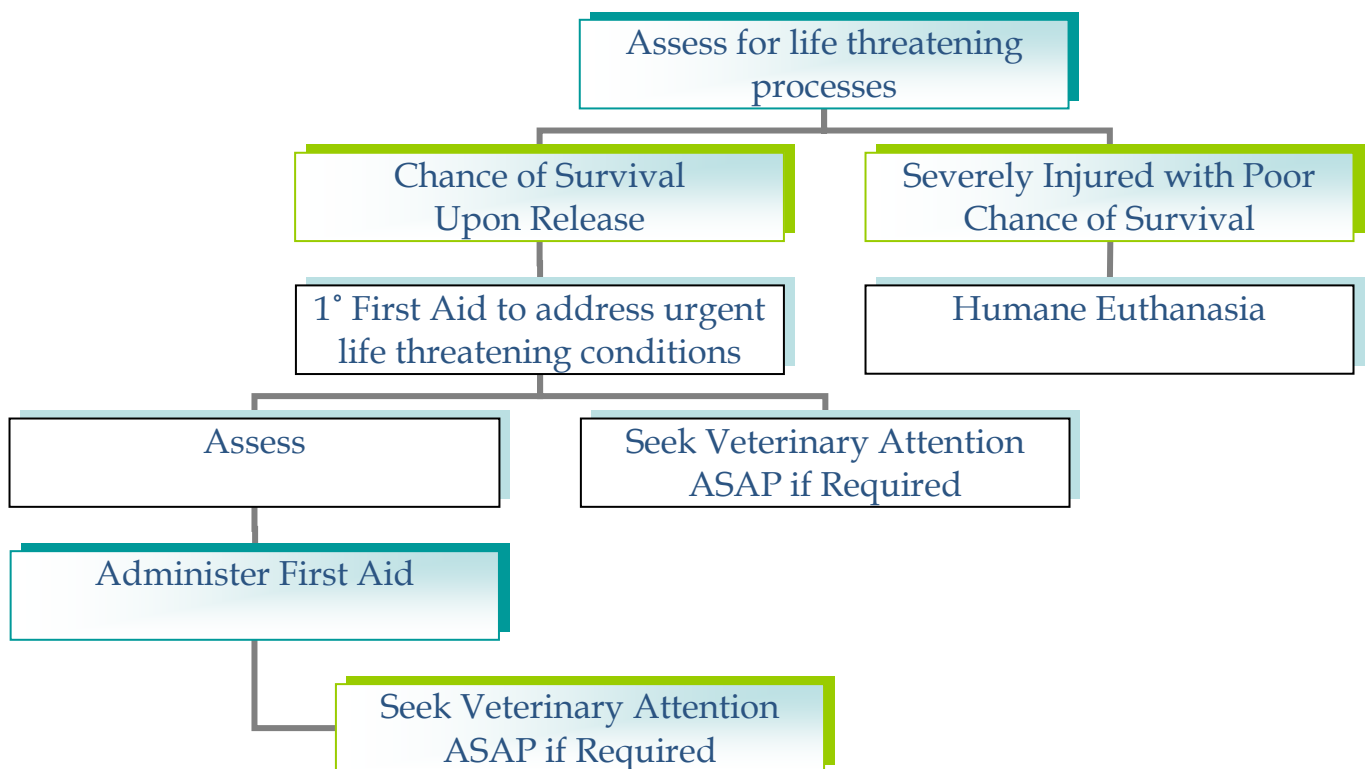 Assess for life threatening
processes
Chance of Survival
Upon Release
Severely Injured with Poor
Chance of Survival
1˚ First Aid to address urgent
life threatening conditions
Humane Euthanasia
Assess
Seek Veterinary Attention
ASAP if Required
Administer First Aid
Seek Veterinary Attention
ASAP if Required